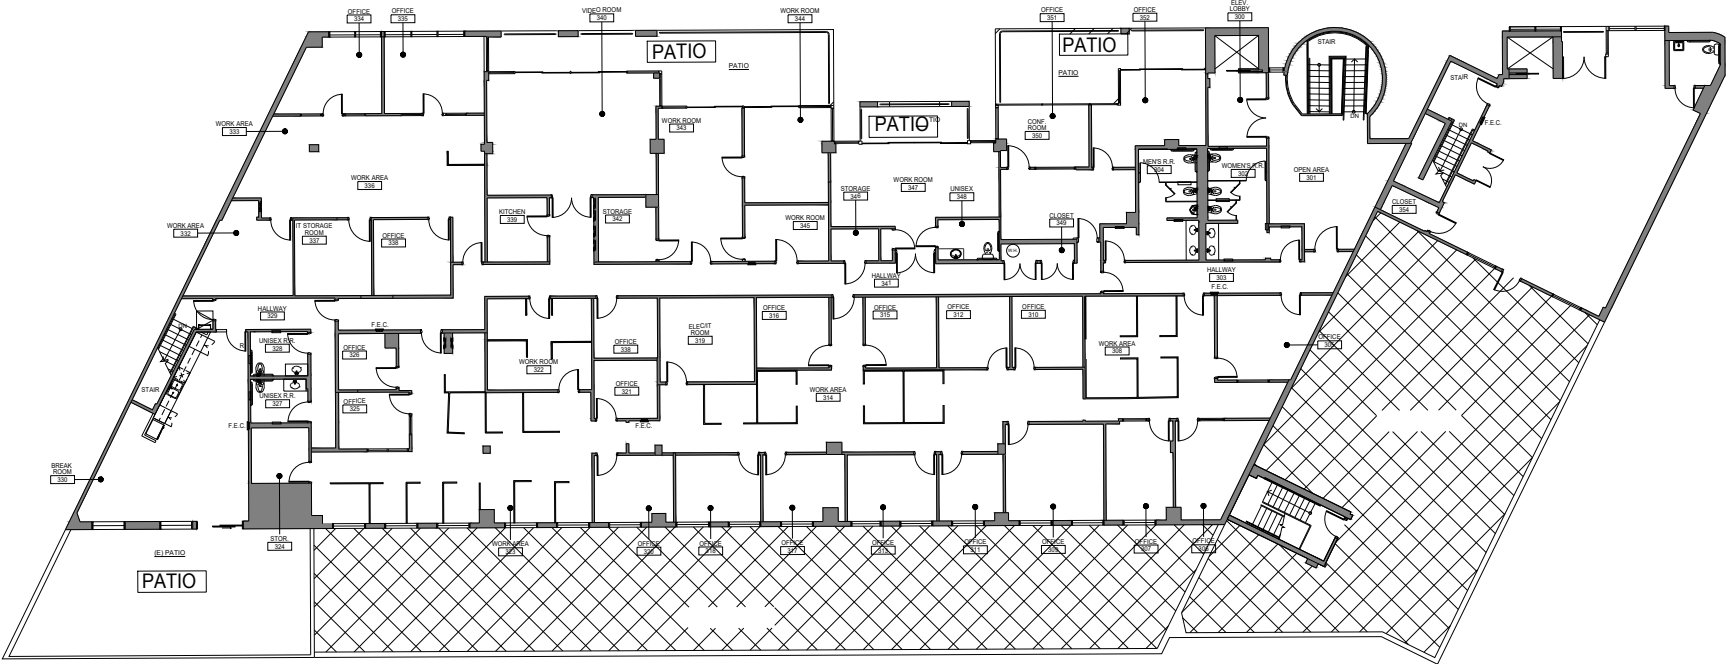 OFFICE
334
OFFICE
335
VIDEO ROOM
340
WORK ROOM
344
OFFICE
351
OFFICE
352
ELEV.
LOBBY
300
PATIO
PATIO
PATIO
PATIO
STAIR
DN
STAIR
DN
F.E.C.
WORK AREA
333
WORK ROOM
343
PATIO
CONF.
ROOM
350
WORK AREA
336
MEN'S R.R.
304
WOMEN'S R.R.
302
OPEN AREA
301
WORK ROOM
347
STORAGE
UNISEX
348
KITCHEN
339
STORAGE
342
WORK ROOM
345
CLOSET
349
CLOSET
354
WORK AREA
332
IT STORAGE
ROOM
337
OFFICE
338
W.H.
HALLWAY
341
HALLWAY
303
F.E.C.
HALLWAY
329
F.E.C.
OFFICE
316
OFFICE
315
OFFICE
312
OFFICE
310
ROOM
319
WORK AREA
308
UNISEX R.R.
328
OFFICE
326
OFFICE
338
WORK ROOM
322
OFFICE
STAIR
UNISEX R.R.
327
OFFICE
325
OFFICE
321
WORK AREA
314
F.E.C.
F.E.C.
BREAK
ROOM
330
STOR.
324
WORK AREA
323
OFFICE
320
OFFICE
318
OFFICE
317
OFFICE
OFFICE
311
OFFICE
309
OFFICE
307
OFFICE
(E) PATIO
PATIO